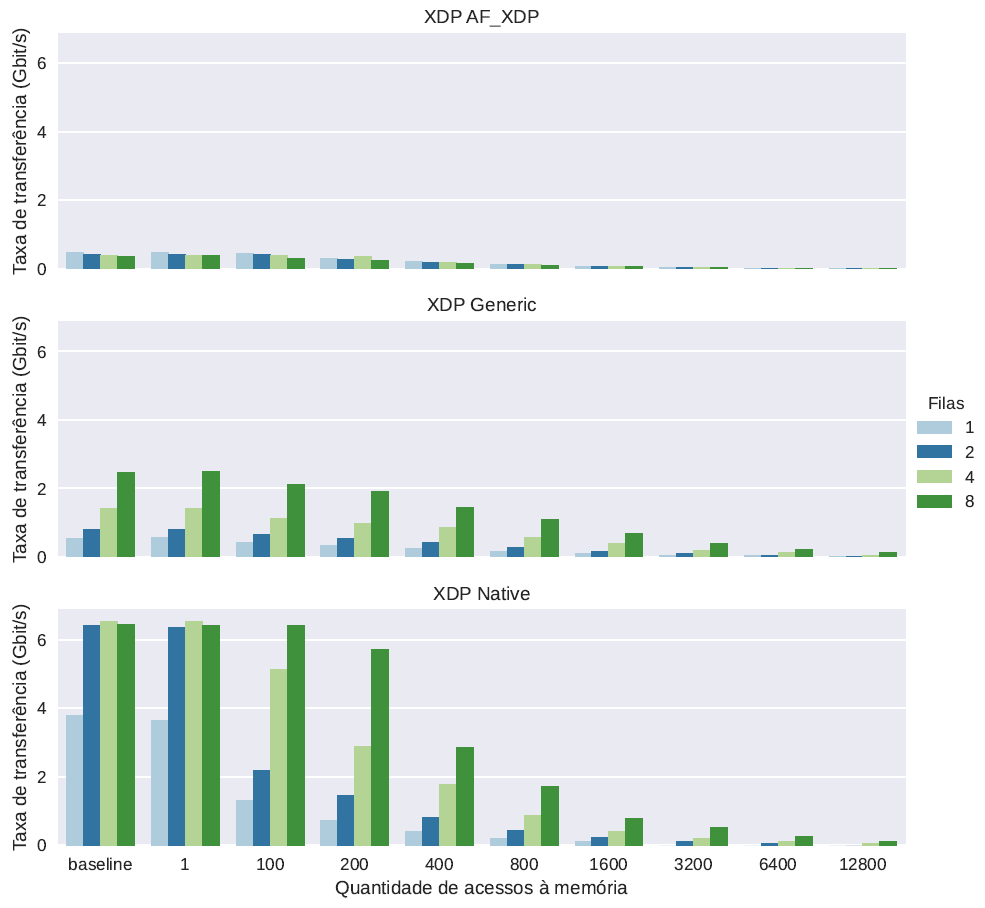 XDP AF_XDP
Taxa de transferência (Gbit/s)
6
4
2
0
XDP Generic
Taxa de transferência (Gbit/s)
6
4
2
0
Filas
1
2
4
8
XDP Native
Taxa de transferência (Gbit/s)
6
4
2
0
baseline 1 100 200 400 800 1600 3200 6400 12800
Quantidade de acessos à memória